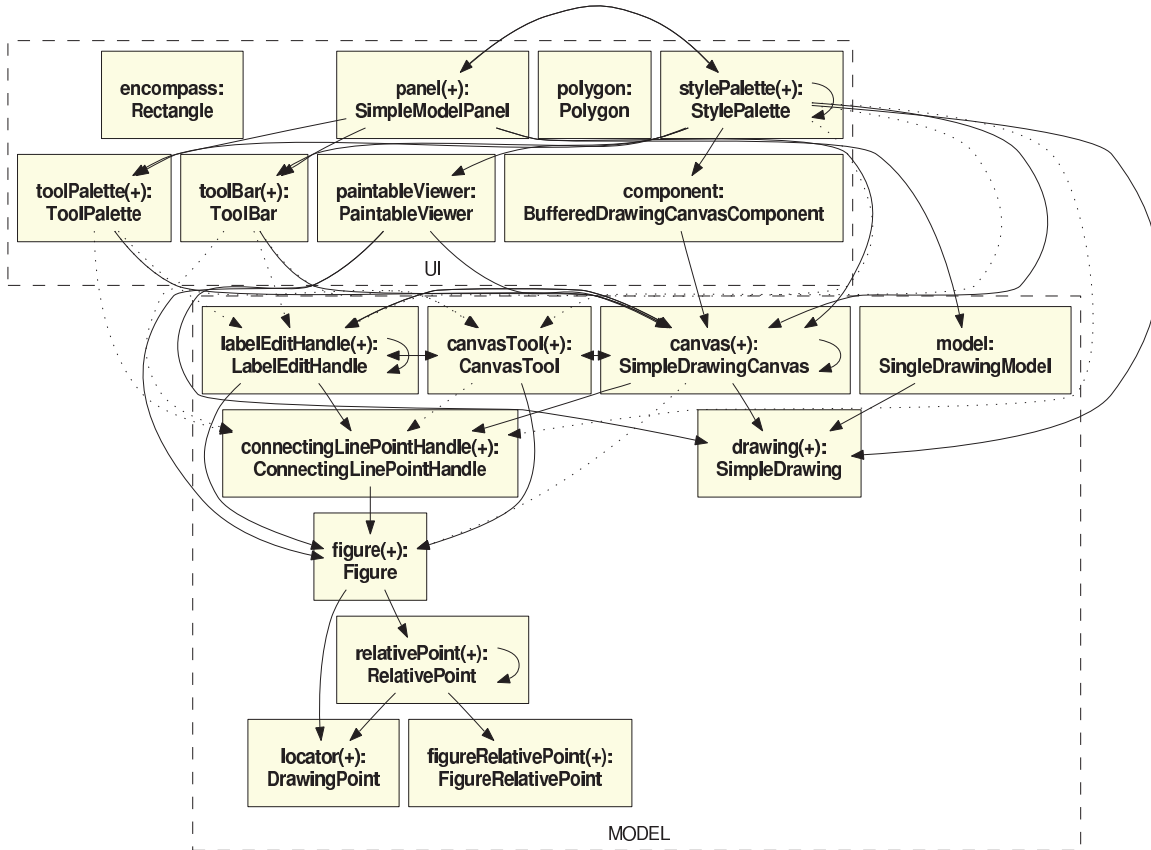 encompass:
Rectangle
panel(+):
SimpleModelPanel
polygon:
Polygon
stylePalette(+):
StylePalette
toolPalette(+):
ToolPalette
toolBar(+):
ToolBar
paintableViewer:
PaintableViewer
component:
BufferedDrawingCanvasComponent
UI
labelEditHandle(+):
LabelEditHandle
canvasTool(+):
CanvasTool
canvas(+):
SimpleDrawingCanvas
model:
SingleDrawingModel
connectingLinePointHandle(+):
ConnectingLinePointHandle
drawing(+):
SimpleDrawing
figure(+):
Figure
relativePoint(+):
RelativePoint
locator(+):
DrawingPoint
figureRelativePoint(+):
FigureRelativePoint
MODEL